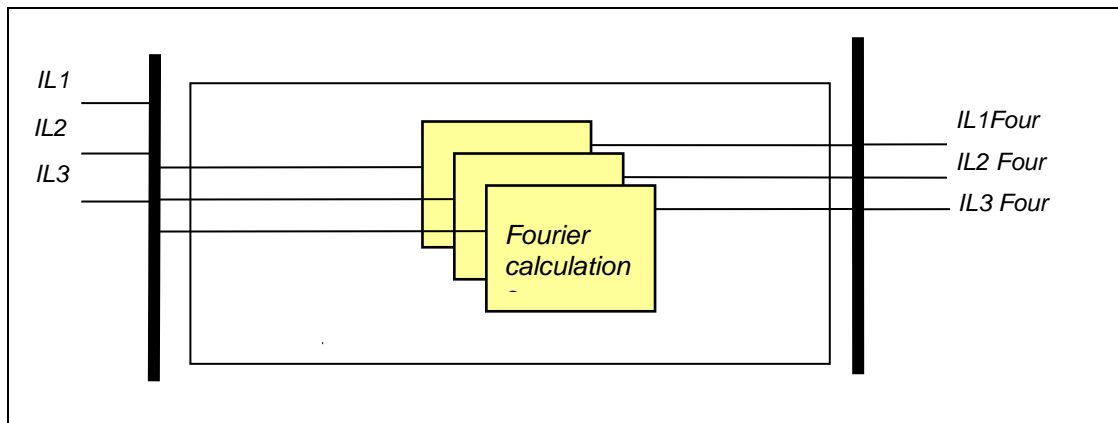 IL1
IL2
IL3
IL1Four
IL2 Four
IL3 Four
Fourier
calculation